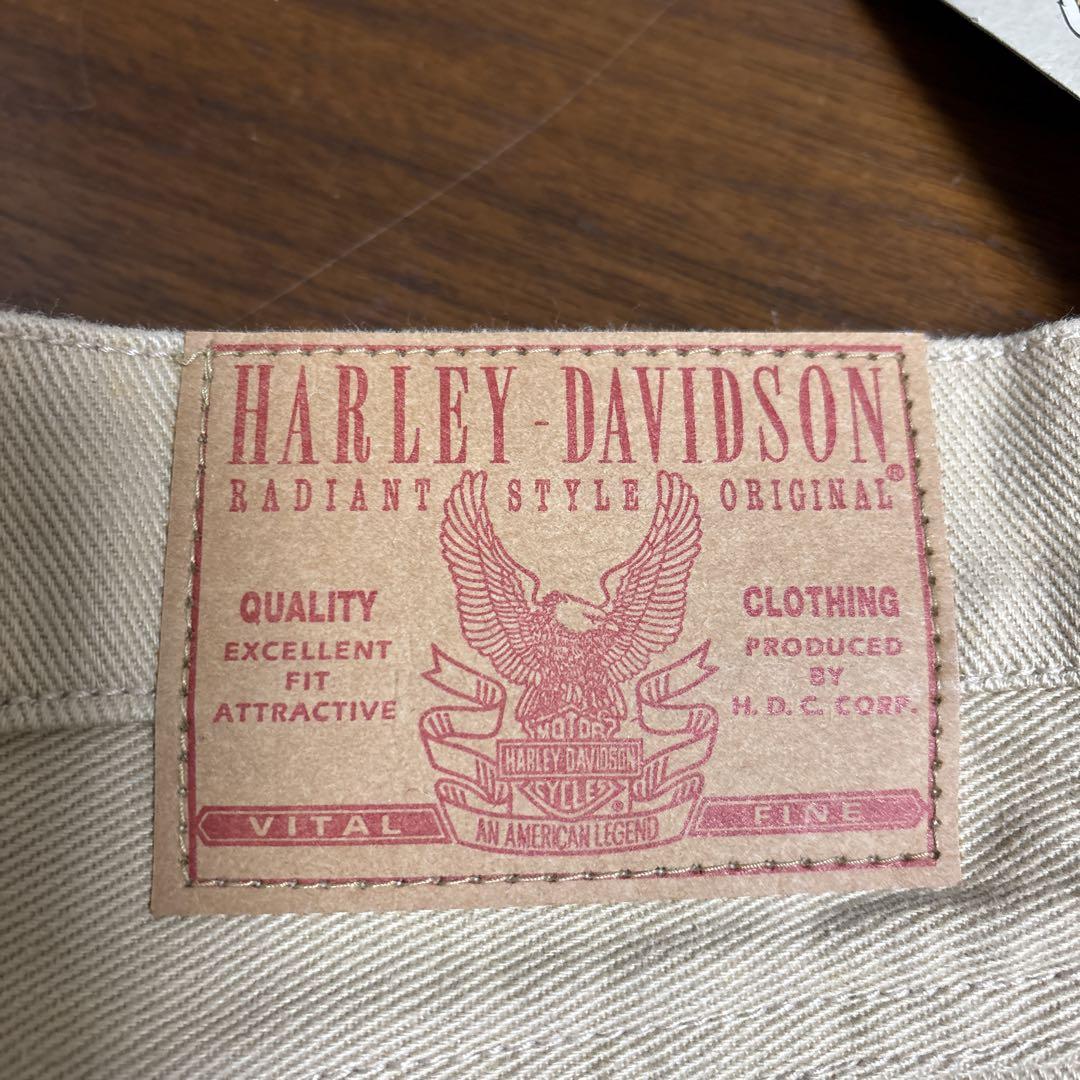 HARLEY-DAVIDSON®
RADIANT STYLE ORIGINAL
QUALITY
EXCELLENT
FIT
ATTRACTIVE
CLOTHING
PRODUCED
BY
H. D. C. CORP.
MOTOR
HARLEY-DAVIDSON
CYCLES®
AN AMERICAN LEGEND
VITAL
FINE